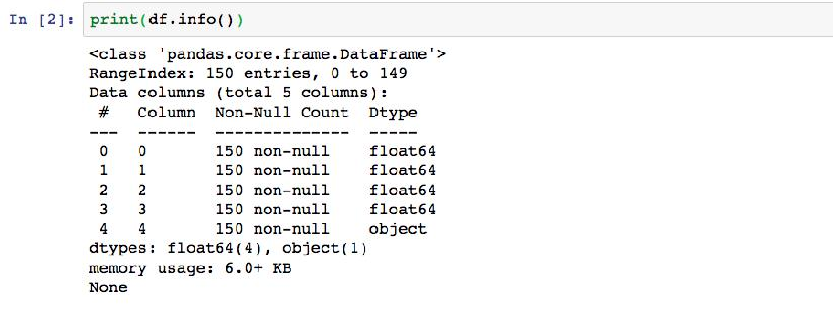 In [2]: print(df.info())
<class 'pandas.core.frame.DataFrame'>
RangeIndex: 150 entries, 0 to 149
Data columns (total 5 columns):
 #   Column  Non-Null Count  Dtype
---  ------  --------------  -----
 0   0       150 non-null    float64
 1   1       150 non-null    float64
 2   2       150 non-null    float64
 3   3       150 non-null    float64
 4   4       150 non-null    object
dtypes: float64(4), object(1)
memory usage: 6.0+ KB
None